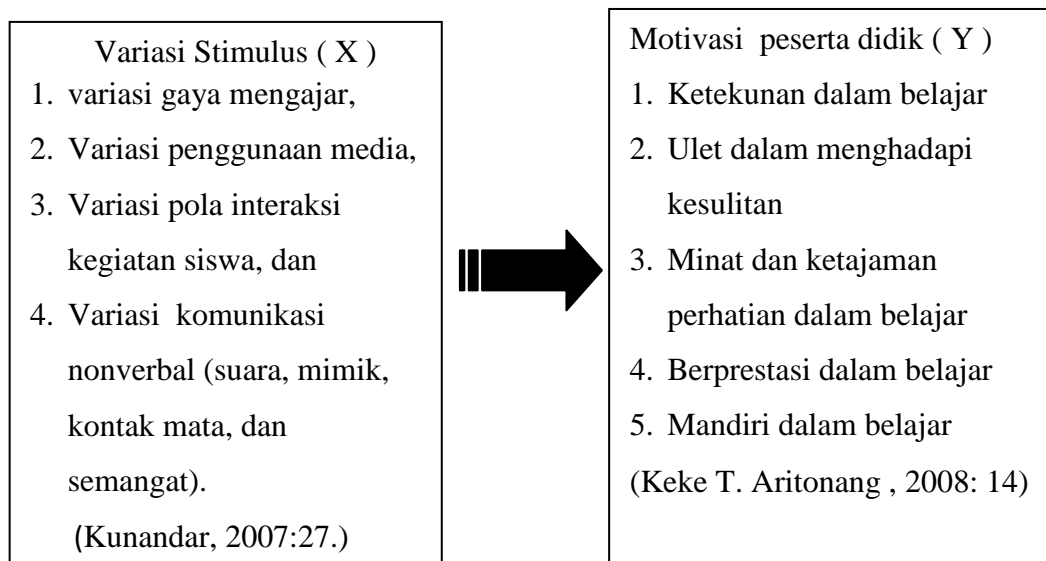 Variasi Stimulus ( X )
1. variasi gaya mengajar,
2. Variasi penggunaan media,
3. Variasi pola interaksi
kegiatan siswa, dan
4. Variasi komunikasi
nonverbal (suara, mimik,
kontak mata, dan
semangat).
(Kunandar, 2007:27.)
Motivasi peserta didik ( Y )
1. Ketekunan dalam belajar
2. Ulet dalam menghadapi
kesulitan
3. Minat dan ketajaman
perhatian dalam belajar
4. Berprestasi dalam belajar
5. Mandiri dalam belajar
(Keke T. Aritonang , 2008: 14)